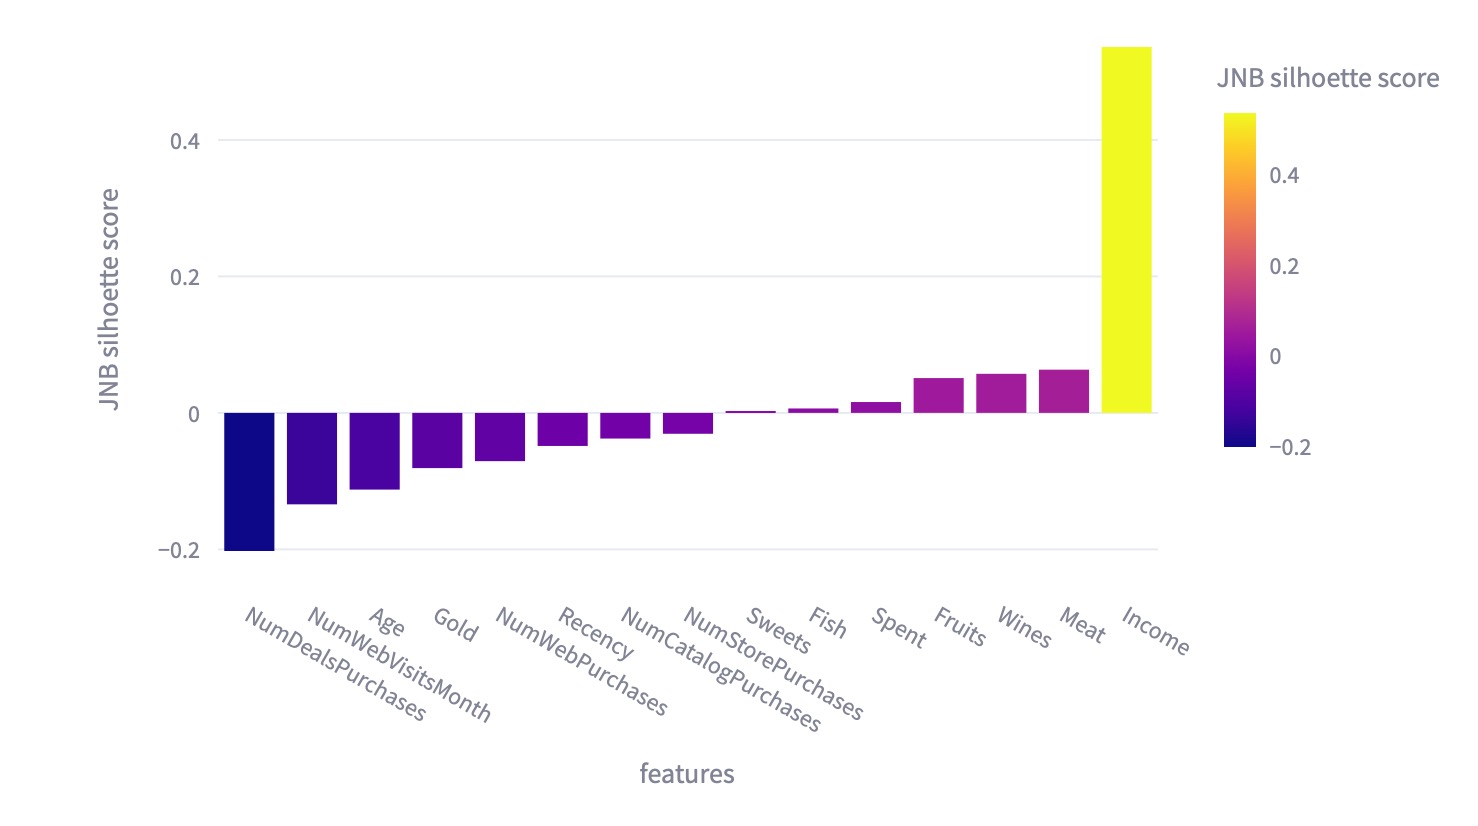 JNB silhoette score
0.4
0.2
0
−0.2
JNB silhoette score
0.4
0.2
0
−0.2
NumDealsPurchases
NumWebVisitsMonth
Age
Gold
NumWebPurchases
Recency
NumCatalogPurchases
NumStorePurchases
Sweets
Fish
Spent
Fruits
Wines
Meat
Income
features